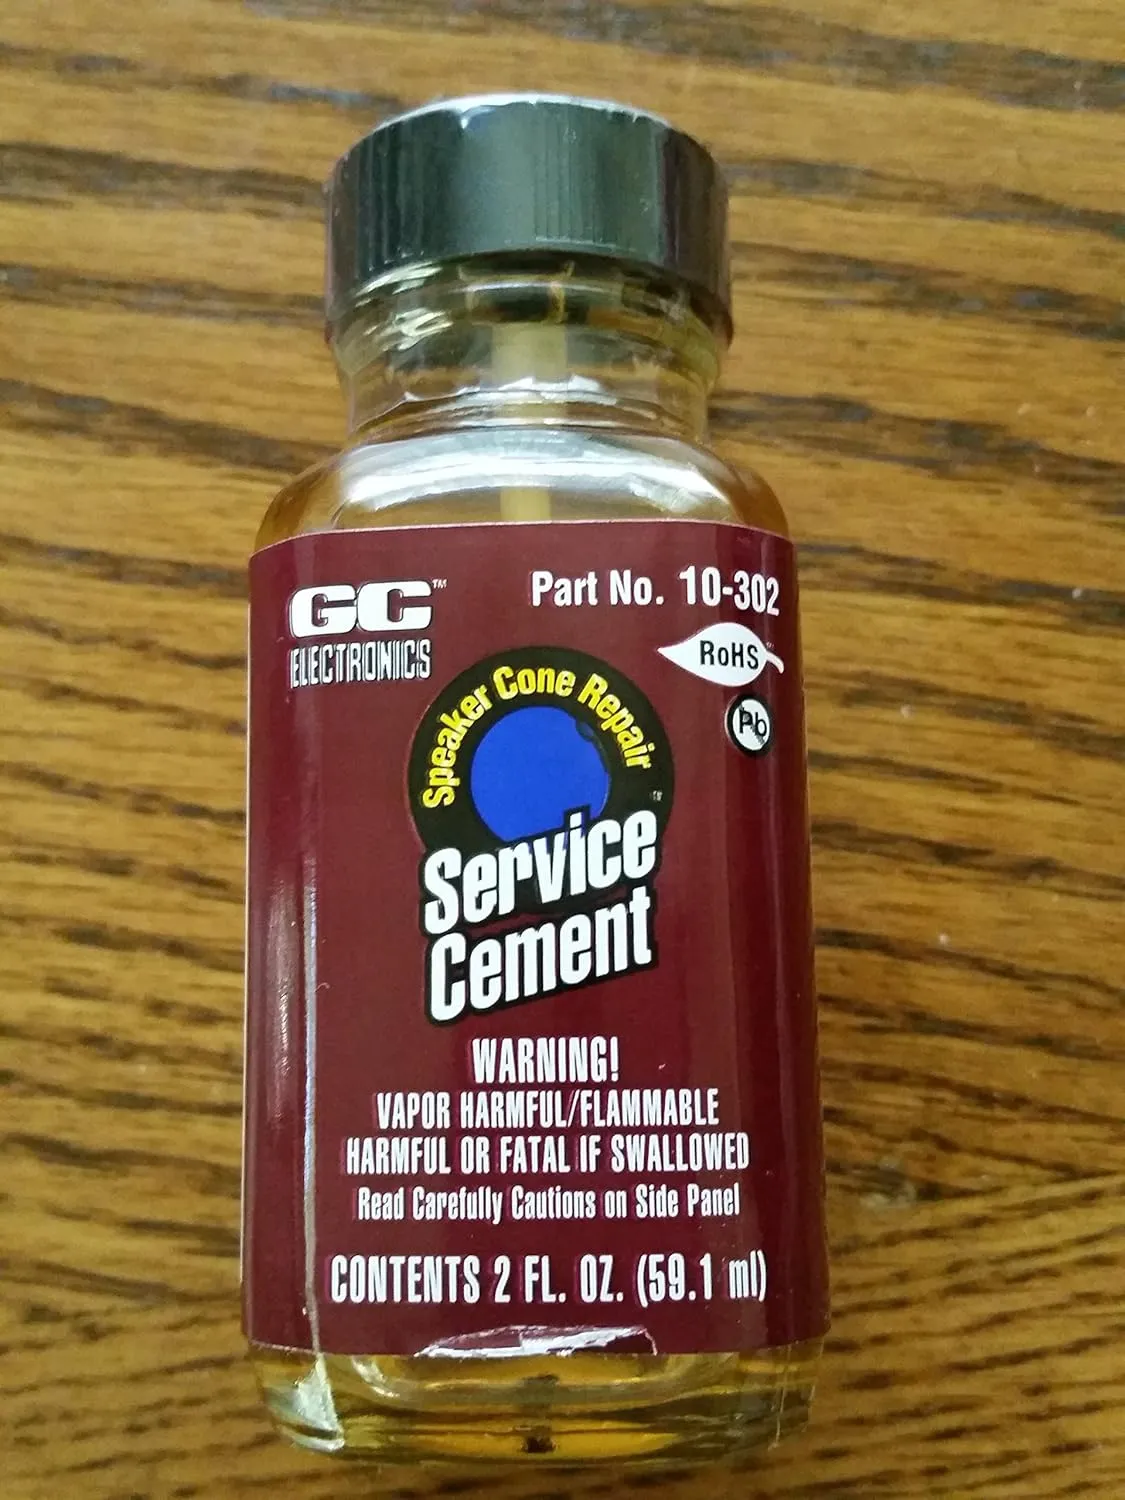 GC™
ELECTRONICS
Part No. 10-302
RoHS
Pb
Speaker Cone Repair
Service
Cement
™
WARNING!
VAPOR HARMFUL/FLAMMABLE
HARMFUL OR FATAL IF SWALLOWED
Read Carefully Cautions on Side Panel
CONTENTS 2 FL. OZ. (59.1 ml)